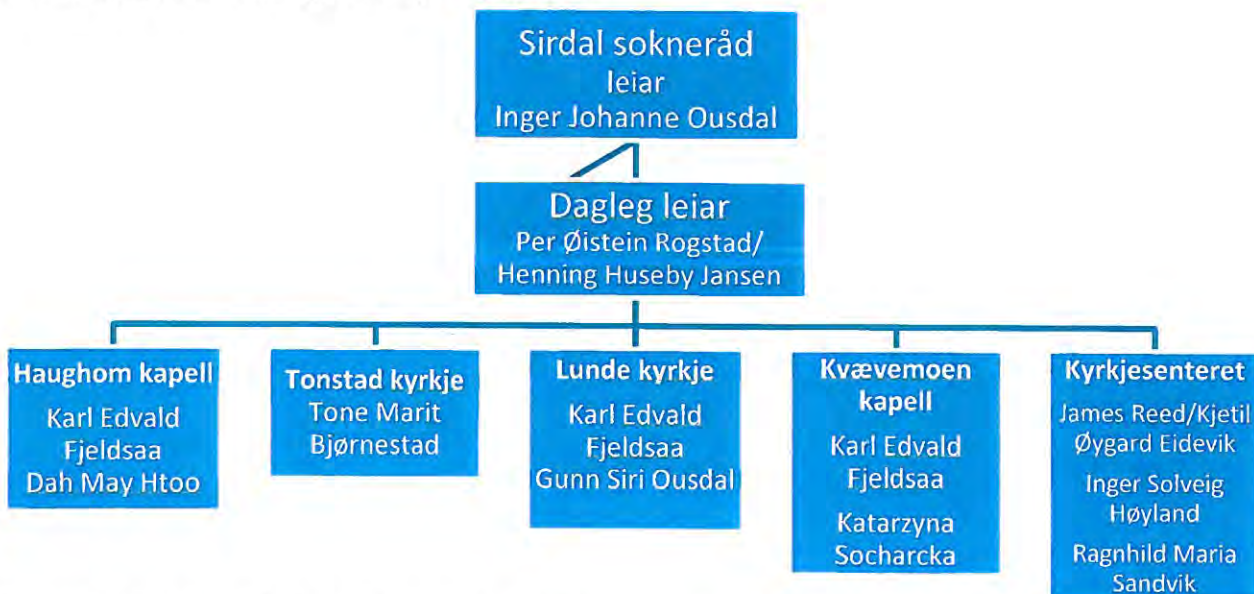 Sirdal sokneråd
leiar
Inger Johanne Ousdal
Dagleg leiar
Per Øistein Rogstad/
Henning Huseby Jansen
Haughom kapell
Karl Edvald
Fjeldsaa
Dah May Htoo
Tonstad kyrkje
Tone Marit
Bjørnestad
Lunde kyrkje
Karl Edvald
Fjeldsaa
Gunn Siri Ousdal
Kvævemoen
kapell
Karl Edvald
Fjeldsaa
Katarzyna
Socharcka
Kyrkjesenteret
James Reed/Kjetil
Øygard Eidevik
Inger Solveig
Høyland
Ragnhild Maria
Sandvik